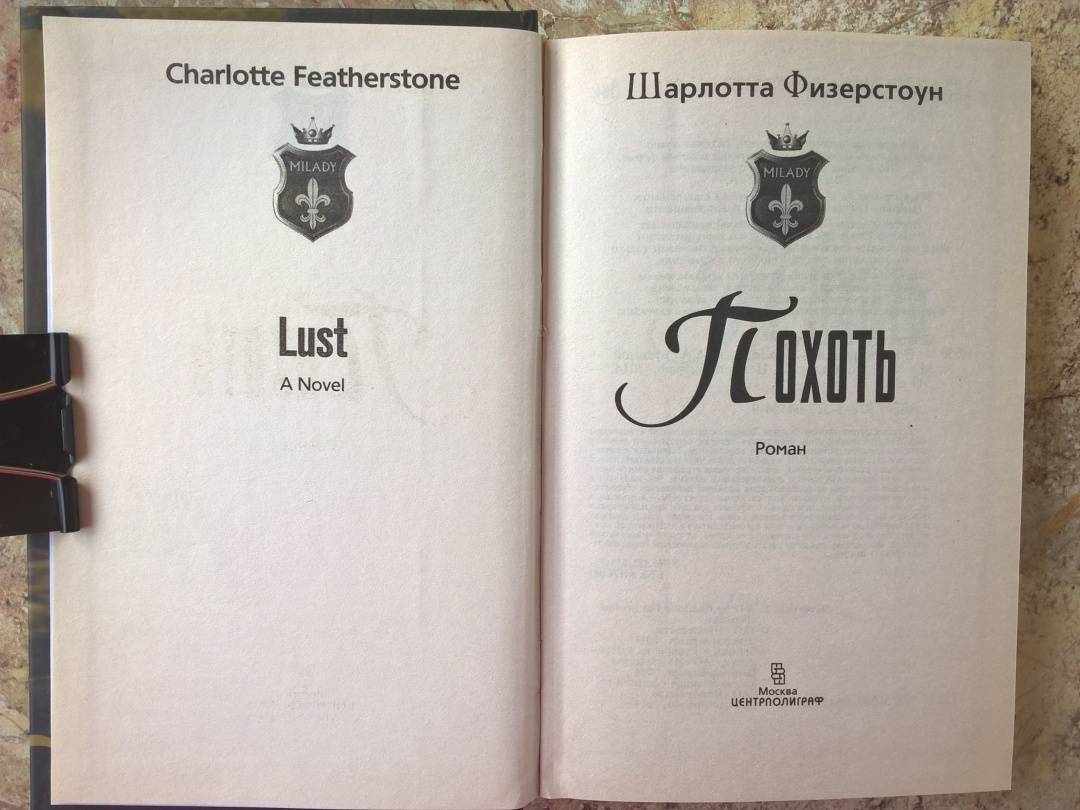 Charlotte Featherstone
MILADY
Lust
A Novel
Шарлотта Физерстоун
MILADY
Похоть
Роман
Москва
ЦЕНТРПОЛИГРАФ